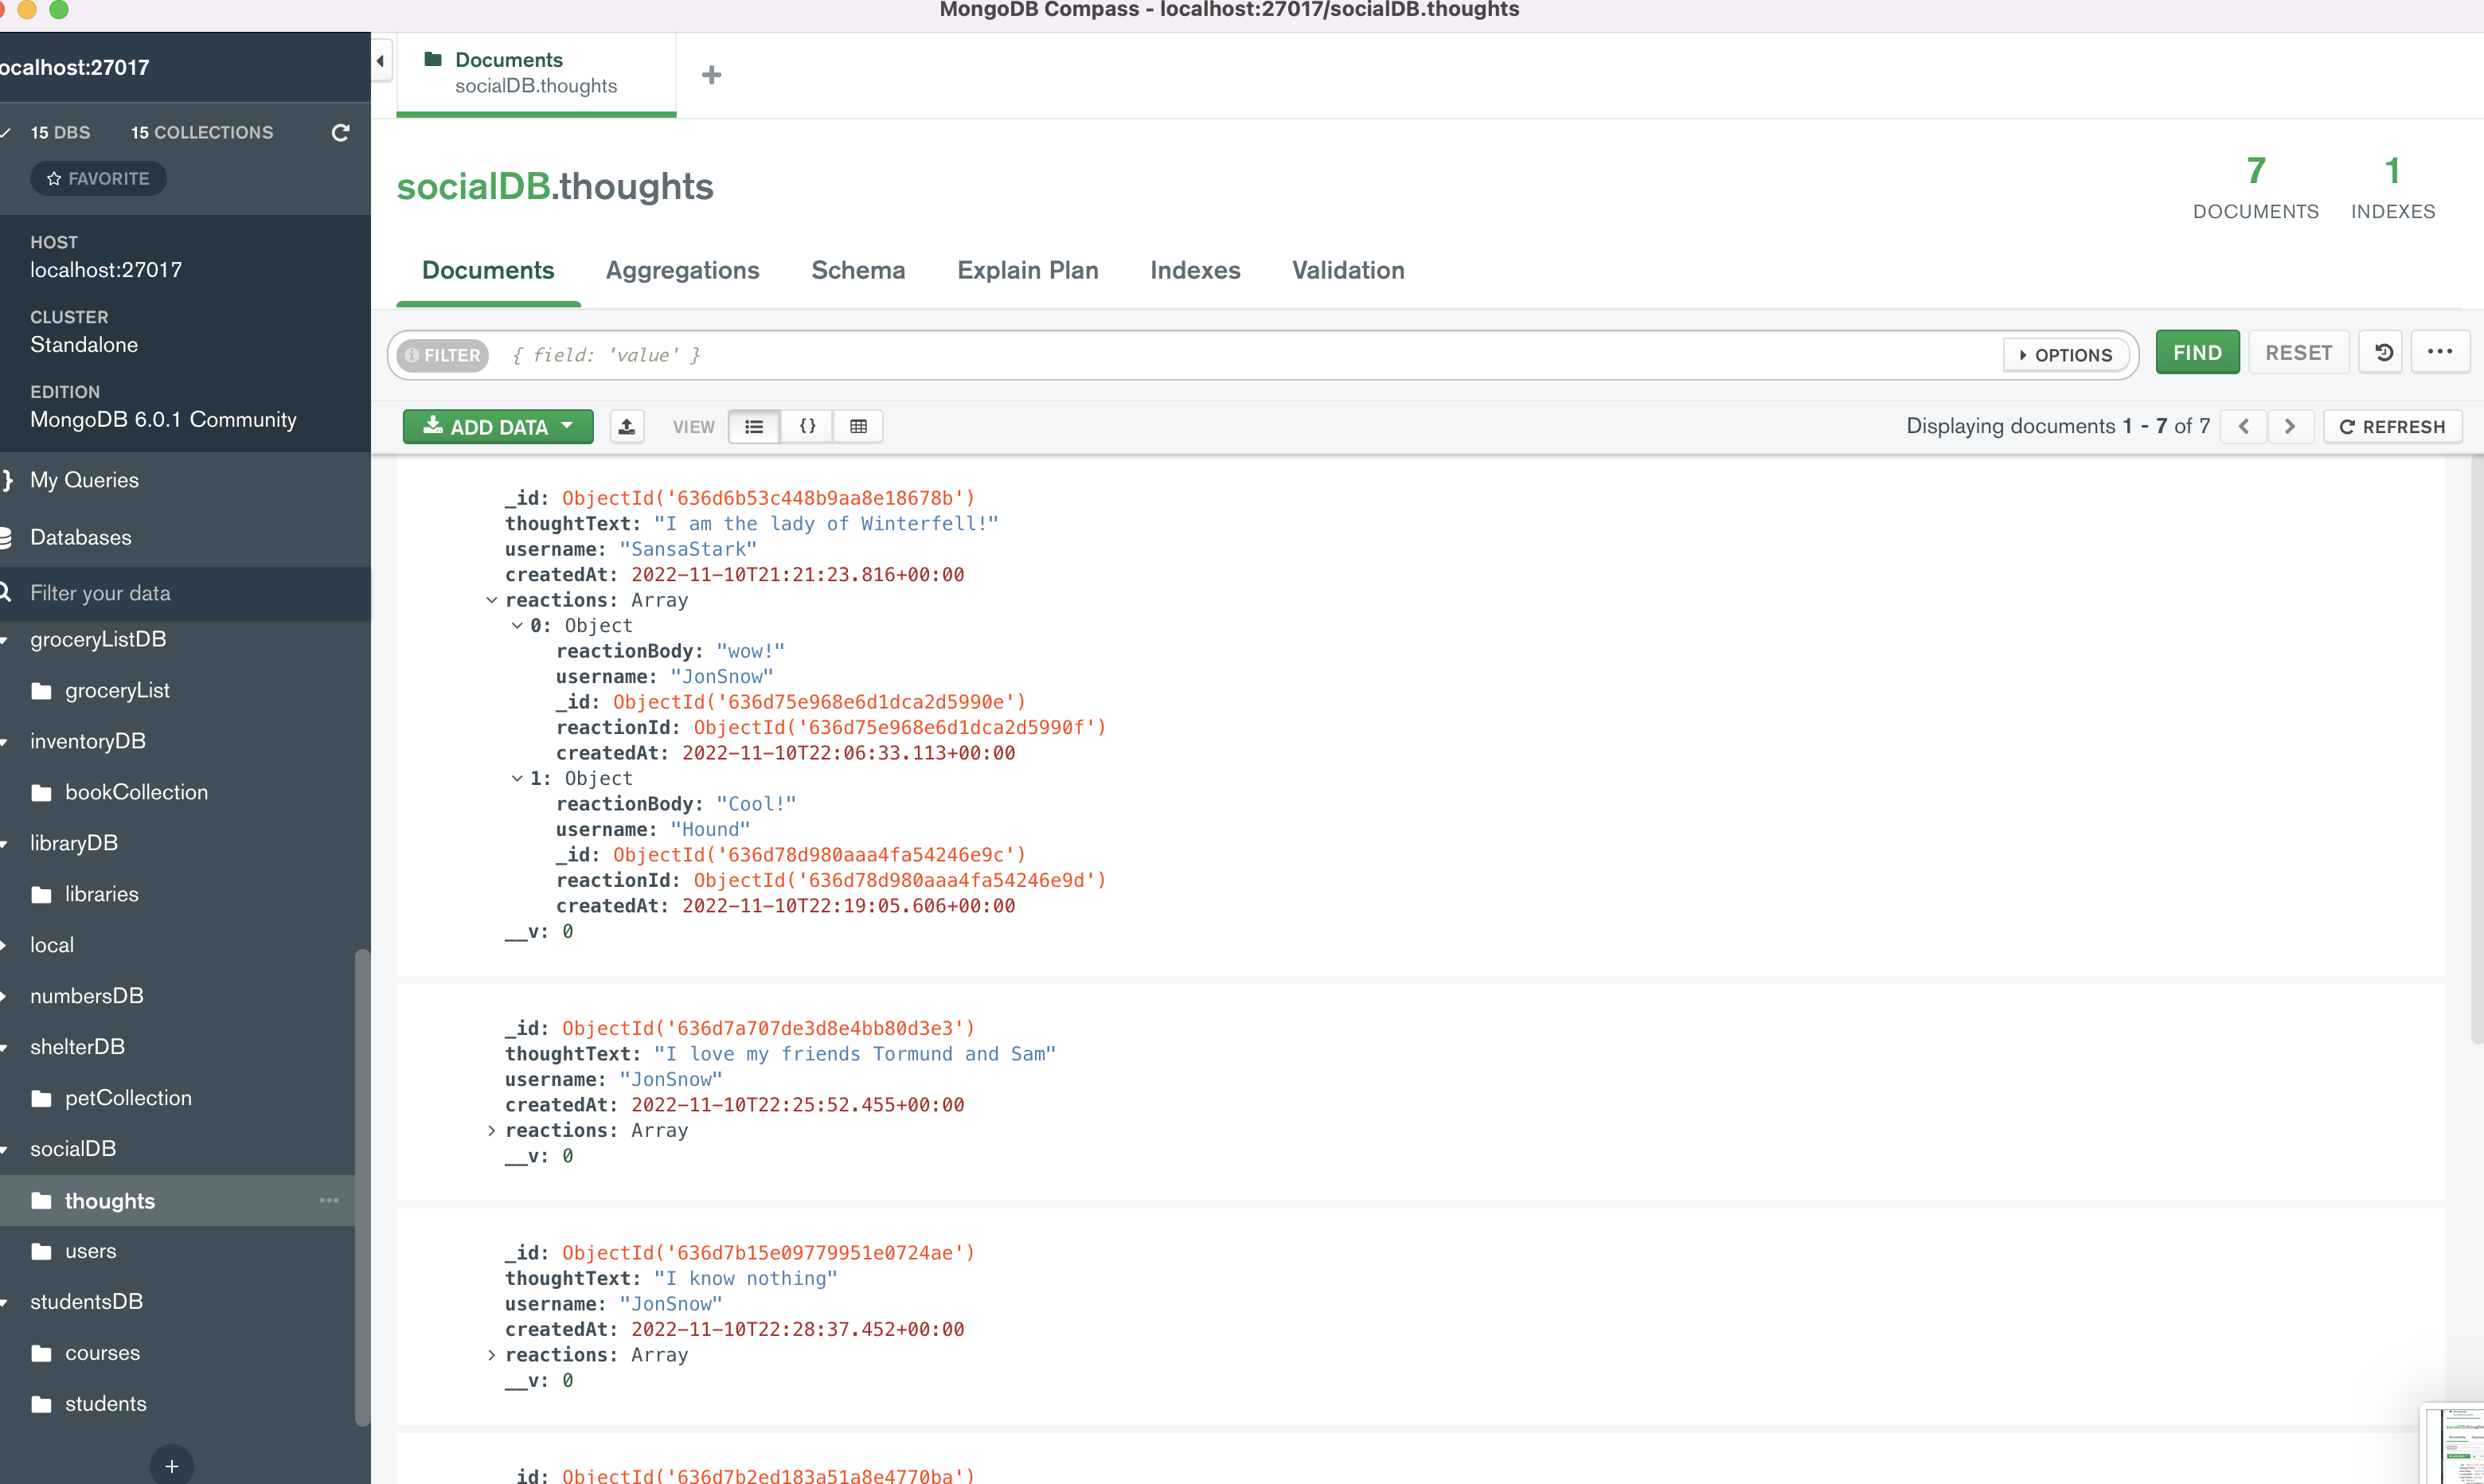 MongoDB Compass - localhost:27017/socialDB.thoughts
ocalhost:27017
15 DBS 15 COLLECTIONS
FAVORITE
HOST
localhost:27017
CLUSTER
Standalone
EDITION
MongoDB 6.0.1 Community
My Queries
Databases
Filter your data
groceryListDB
groceryList
inventoryDB
bookCollection
libraryDB
libraries
local
numbersDB
shelterDB
petCollection
socialDB
thoughts
users
studentsDB
courses
students
Documents
socialDB.thoughts
socialDB.thoughts
7
DOCUMENTS
1
INDEXES
Documents Aggregations Schema Explain Plan Indexes Validation
FILTER { field: 'value' } OPTIONS FIND RESET
ADD DATA VIEW Displaying documents 1 - 7 of 7 REFRESH
_id: ObjectId('636d6b53c448b9aa8e18678b')
thoughtText: "I am the lady of Winterfell!"
username: "SansaStark"
createdAt: 2022-11-10T21:21:23.816+00:00
reactions: Array
0: Object
reactionBody: "wow!"
username: "JonSnow"
_id: ObjectId('636d75e968e6d1dca2d5990e')
reactionId: ObjectId('636d75e968e6d1dca2d5990f')
createdAt: 2022-11-10T22:06:33.113+00:00
1: Object
reactionBody: "Cool!"
username: "Hound"
_id: ObjectId('636d78d980aaa4fa54246e9c')
reactionId: ObjectId('636d78d980aaa4fa54246e9d')
createdAt: 2022-11-10T22:19:05.606+00:00
__v: 0
_id: ObjectId('636d7a707de3d8e4bb80d3e3')
thoughtText: "I love my friends Tormund and Sam"
username: "JonSnow"
createdAt: 2022-11-10T22:25:52.455+00:00
reactions: Array
__v: 0
_id: ObjectId('636d7b15e09779951e0724ae')
thoughtText: "I know nothing"
username: "JonSnow"
createdAt: 2022-11-10T22:28:37.452+00:00
reactions: Array
__v: 0
_id: ObjectId('636d7b2ed183a51a8e4770ba')